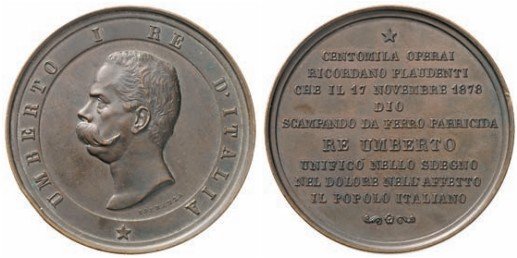 UMBERTO I RE D'ITALIA
CENTOMILA OPERAI
RICORDANO PLAUDENTI
CHE IL 17 NOVEMBRE 1878
DIO
SCAMPANDO DA FERRO PARRICIDA
RE UMBERTO
UNIFICÒ NELLO SDEGNO
NEL DOLORE NELL'AFFETTO
IL POPOLO ITALIANO